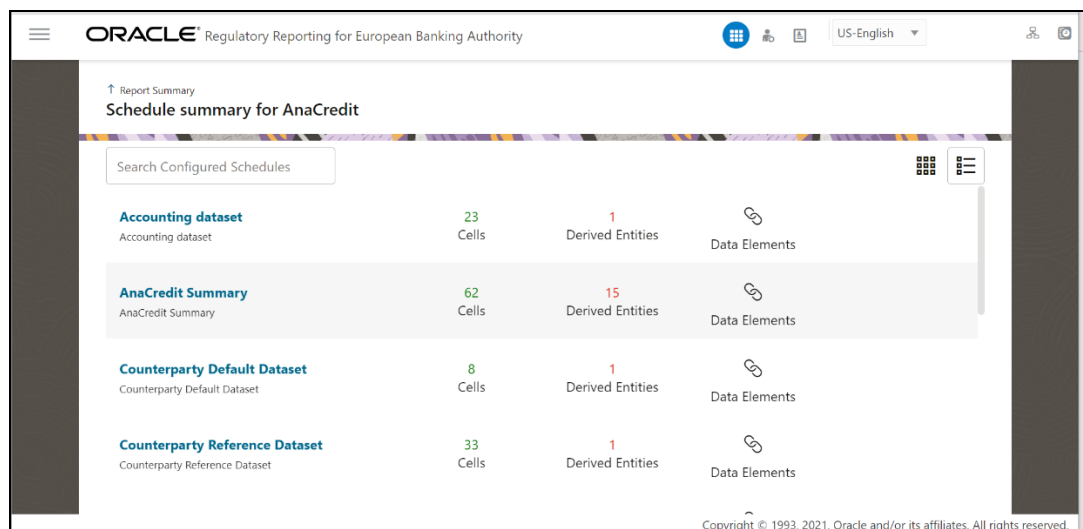 ORACLE® Regulatory Reporting for European Banking Authority
US-English
↑ Report Summary
Schedule summary for AnaCredit
Search Configured Schedules
Accounting dataset
Accounting dataset
23
Cells
1
Derived Entities
Data Elements
AnaCredit Summary
AnaCredit Summary
62
Cells
15
Derived Entities
Data Elements
Counterparty Default Dataset
Counterparty Default Dataset
8
Cells
1
Derived Entities
Data Elements
Counterparty Reference Dataset
Counterparty Reference Dataset
33
Cells
1
Derived Entities
Data Elements
Copyright © 1993, 2021, Oracle and/or its affiliates. All rights reserved.